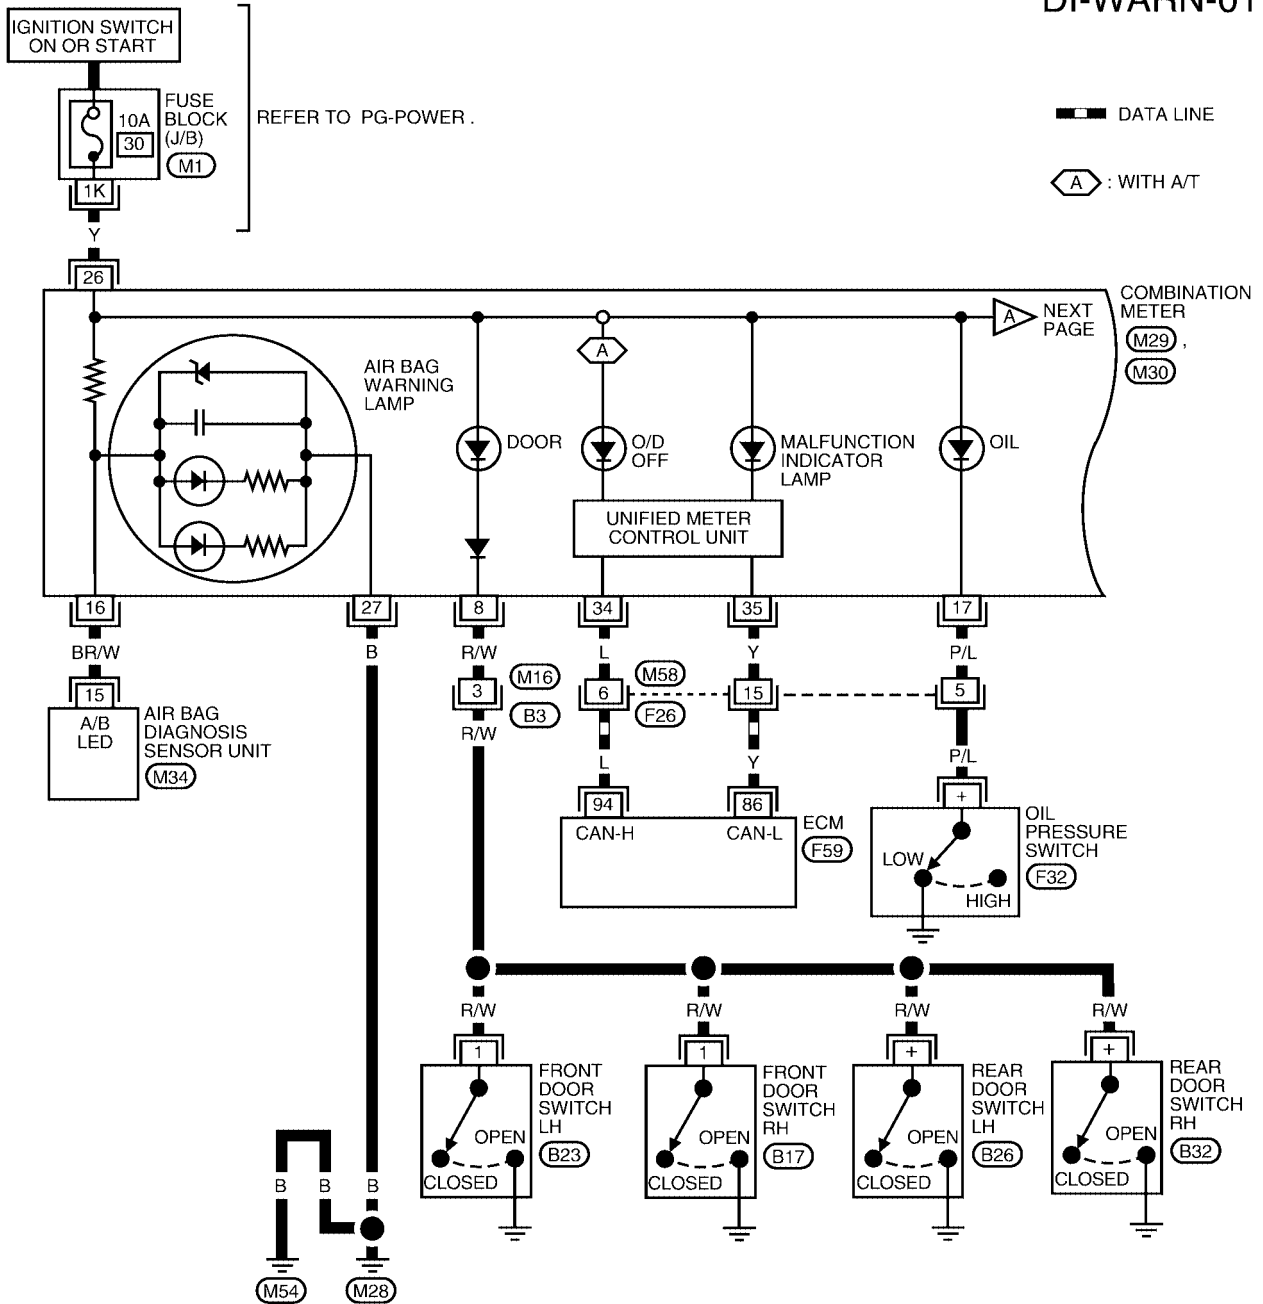 DI-WARN-01
IGNITION SWITCH
ON OR START
FUSE
BLOCK
(J/B)
M1
10A
30
1K
REFER TO PG-POWER .
DATA LINE
A : WITH A/T
Y
26
COMBINATION
METER
M29 ,
M30
A
NEXT
PAGE
A
AIR BAG
WARNING
LAMP
DOOR
O/D
OFF
MALFUNCTION
INDICATOR
LAMP
OIL
UNIFIED METER
CONTROL UNIT
16
27
8
34
35
17
BR/W
B
R/W
L
Y
P/L
15
3
M16
B3
6
M58
F26
15
5
A/B
LED
AIR BAG
DIAGNOSIS
SENSOR UNIT
M34
R/W
L
Y
P/L
94
86
+
CAN-H
CAN-L
ECM
F59
LOW
HIGH
OIL
PRESSURE
SWITCH
F32
R/W
R/W
R/W
R/W
1
1
+
+
FRONT
DOOR
SWITCH
LH
B23
OPEN
CLOSED
FRONT
DOOR
SWITCH
RH
B17
OPEN
CLOSED
REAR
DOOR
SWITCH
LH
B26
OPEN
CLOSED
REAR
DOOR
SWITCH
RH
B32
OPEN
CLOSED
B
B
B
M54
M28